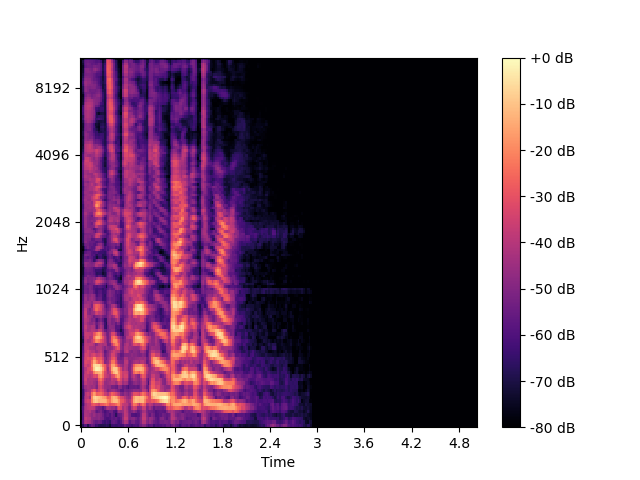 +0 dB
8192
-10 dB
4096
-20 dB
-30 dB
2048
Hz
-40 dB
1024
-50 dB
-60 dB
512
-70 dB
0
-80 dB
0 0.6 1.2 1.8 2.4 3 3.6 4.2 4.8
Time